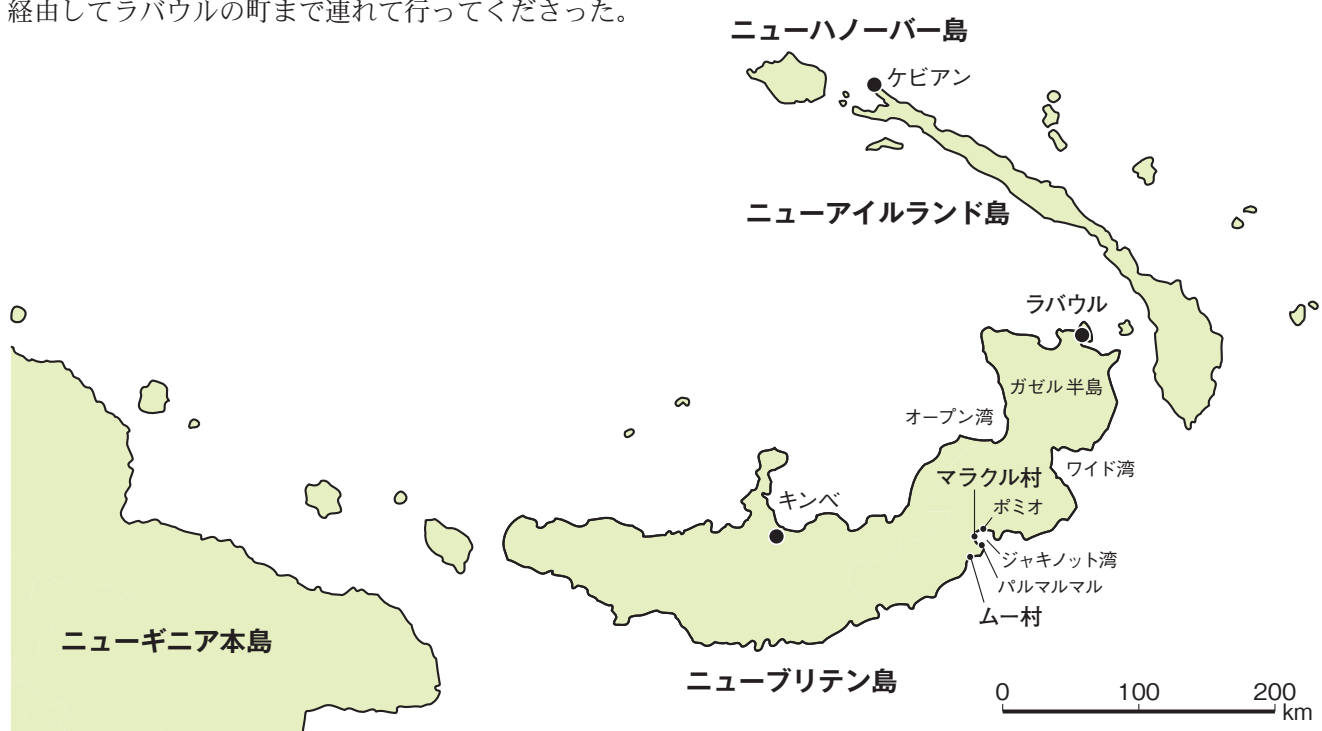 経由してラバウルの町まで連れて行ってくださった。
ニューハノーバー島
ケビアン
ニューアイルランド島
ラバウル
ガゼル半島
オープン湾
ワイド湾
マラクル村
ポミオ
キンベ
ジャキノット湾
パルマルマル
ムー村
ニューギニア本島
ニューブリテン島
0 100 200
km